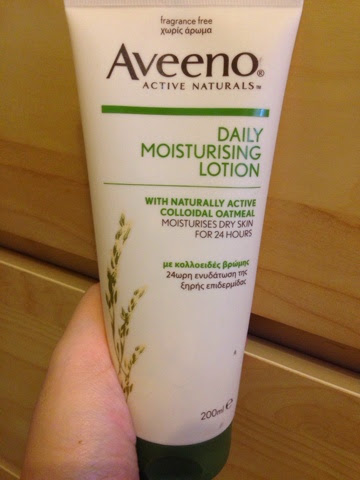 fragrance free
χωρίς άρωμα
Aveeno®
ACTIVE NATURALS™
DAILY
MOISTURISING
LOTION
WITH NATURALLY ACTIVE
COLLOIDAL OATMEAL
MOISTURISES DRY SKIN
FOR 24 HOURS
με κολλοειδές βρώμης
24ωρη ενυδάτωση της
ξηρής επιδερμίδας
200ml ℮